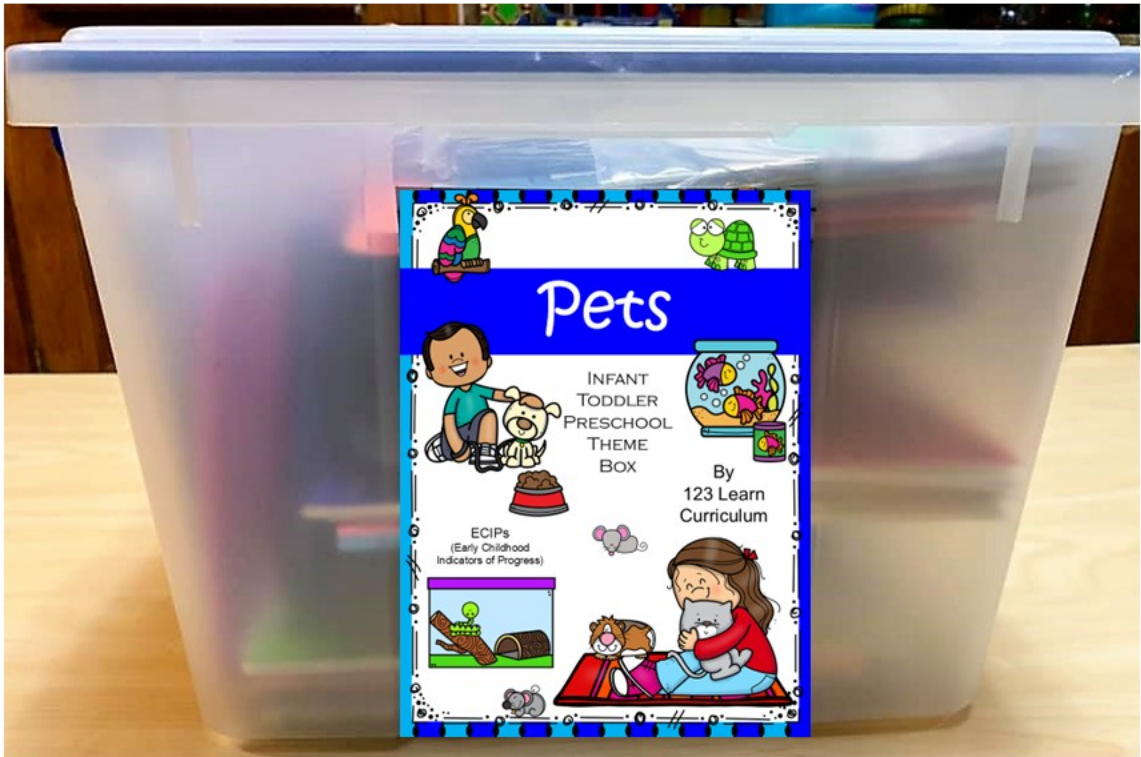 Pets
INFANT
TODDLER
PRESCHOOL
THEME
BOX
By
123 Learn
Curriculum
ECIPs
(Early Childhood
Indicators of Progress)